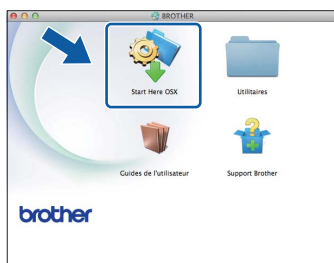 BROTHER
Start Here OSX
Utilitaires
Guides de l'utilisateur
Support Brother
brother